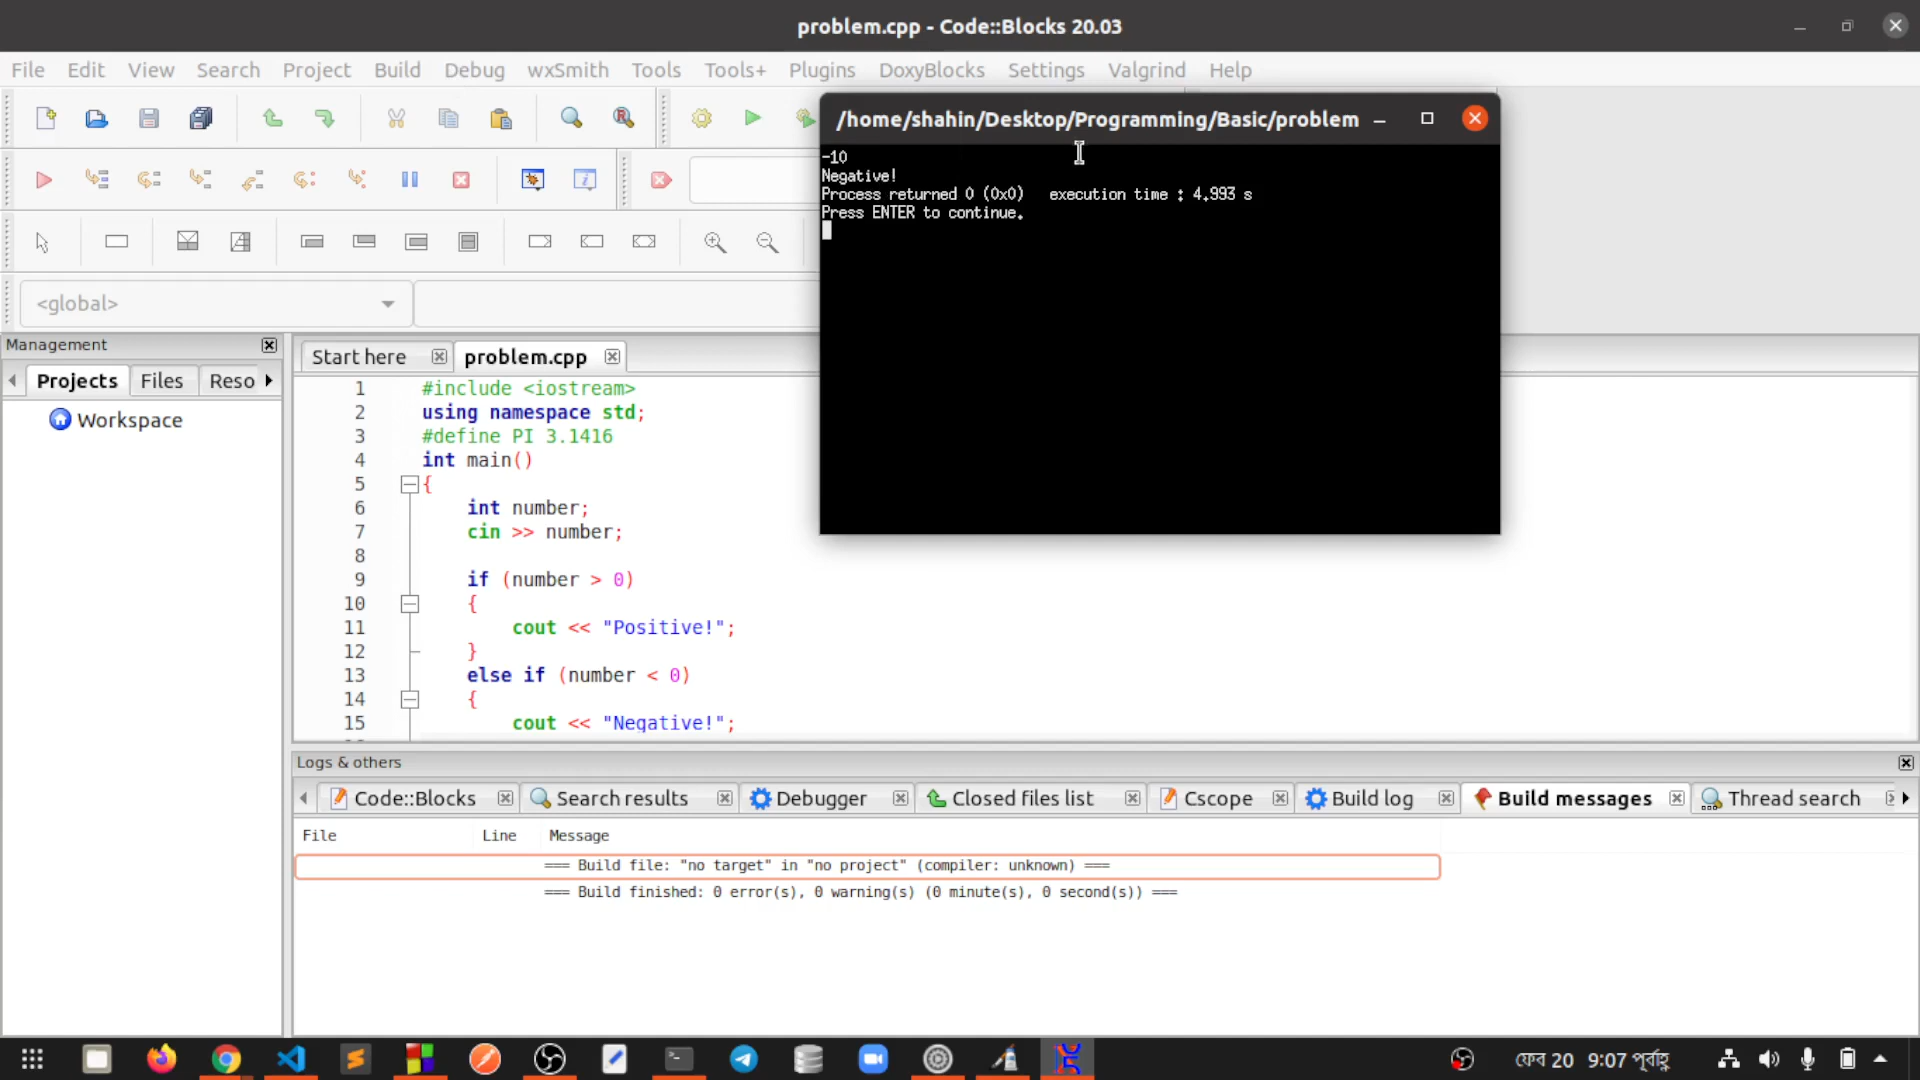 problem.cpp - Code::Blocks 20.03
File Edit View Search Project Build Debug wxSmith Tools Tools+ Plugins DoxyBlocks Settings Valgrind Help
/home/shahin/Desktop/Programming/Basic/problem
-10
Negative!
Process returned 0 (0x0)   execution time : 4.993 s
Press ENTER to continue.
<global>
Management
Projects Files Reso
Workspace
Start here problem.cpp
1 #include <iostream>
2 using namespace std;
3 #define PI 3.1416
4 int main()
5 {
6 int number;
7 cin >> number;
8
9 if (number > 0)
10 {
11 cout << "Positive!";
12 }
13 else if (number < 0)
14 {
15 cout << "Negative!";
Logs & others
Code::Blocks Search results Debugger Closed files list Cscope Build log Build messages Thread search
File Line Message
=== Build file: "no target" in "no project" (compiler: unknown) ===
=== Build finished: 0 error(s), 0 warning(s) (0 minute(s), 0 second(s)) ===
ফেব 20 9:07 পূর্বাহ্ণ